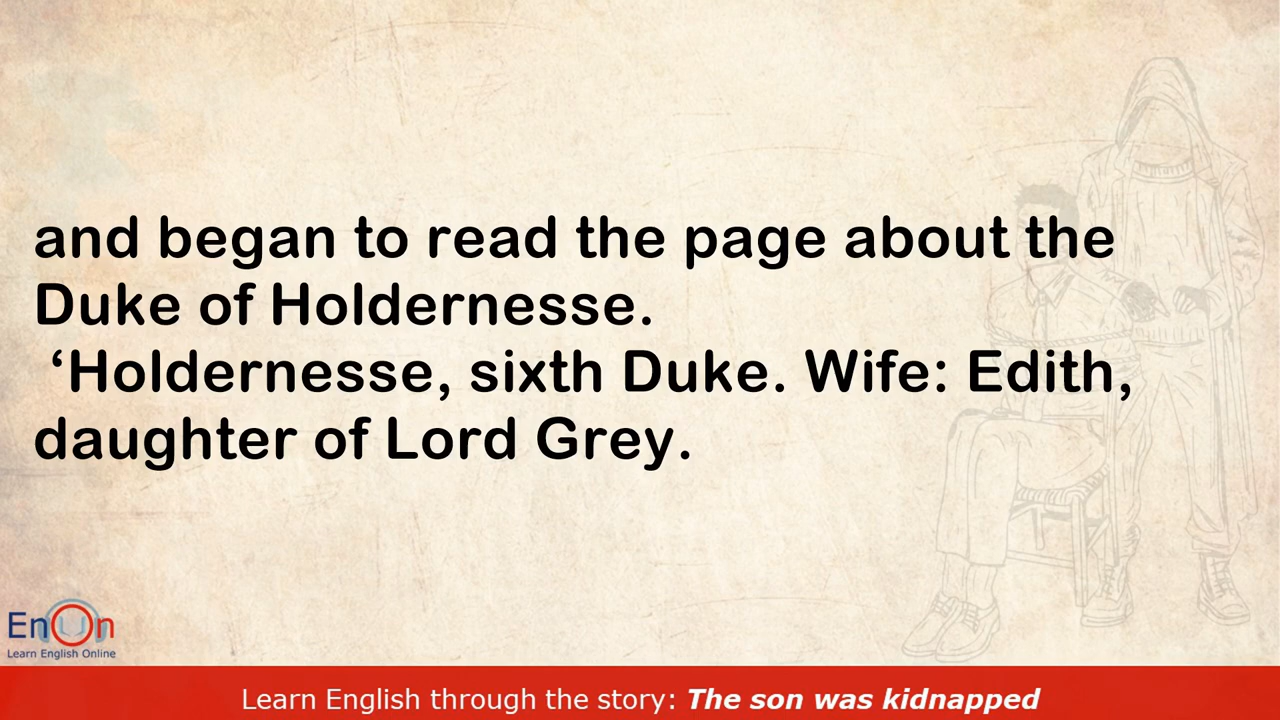 and began to read the page about the
Duke of Holdernesse.
‘Holdernesse, sixth Duke. Wife: Edith,
daughter of Lord Grey.
EnOn
Learn English Online
Learn English through the story: The son was kidnapped